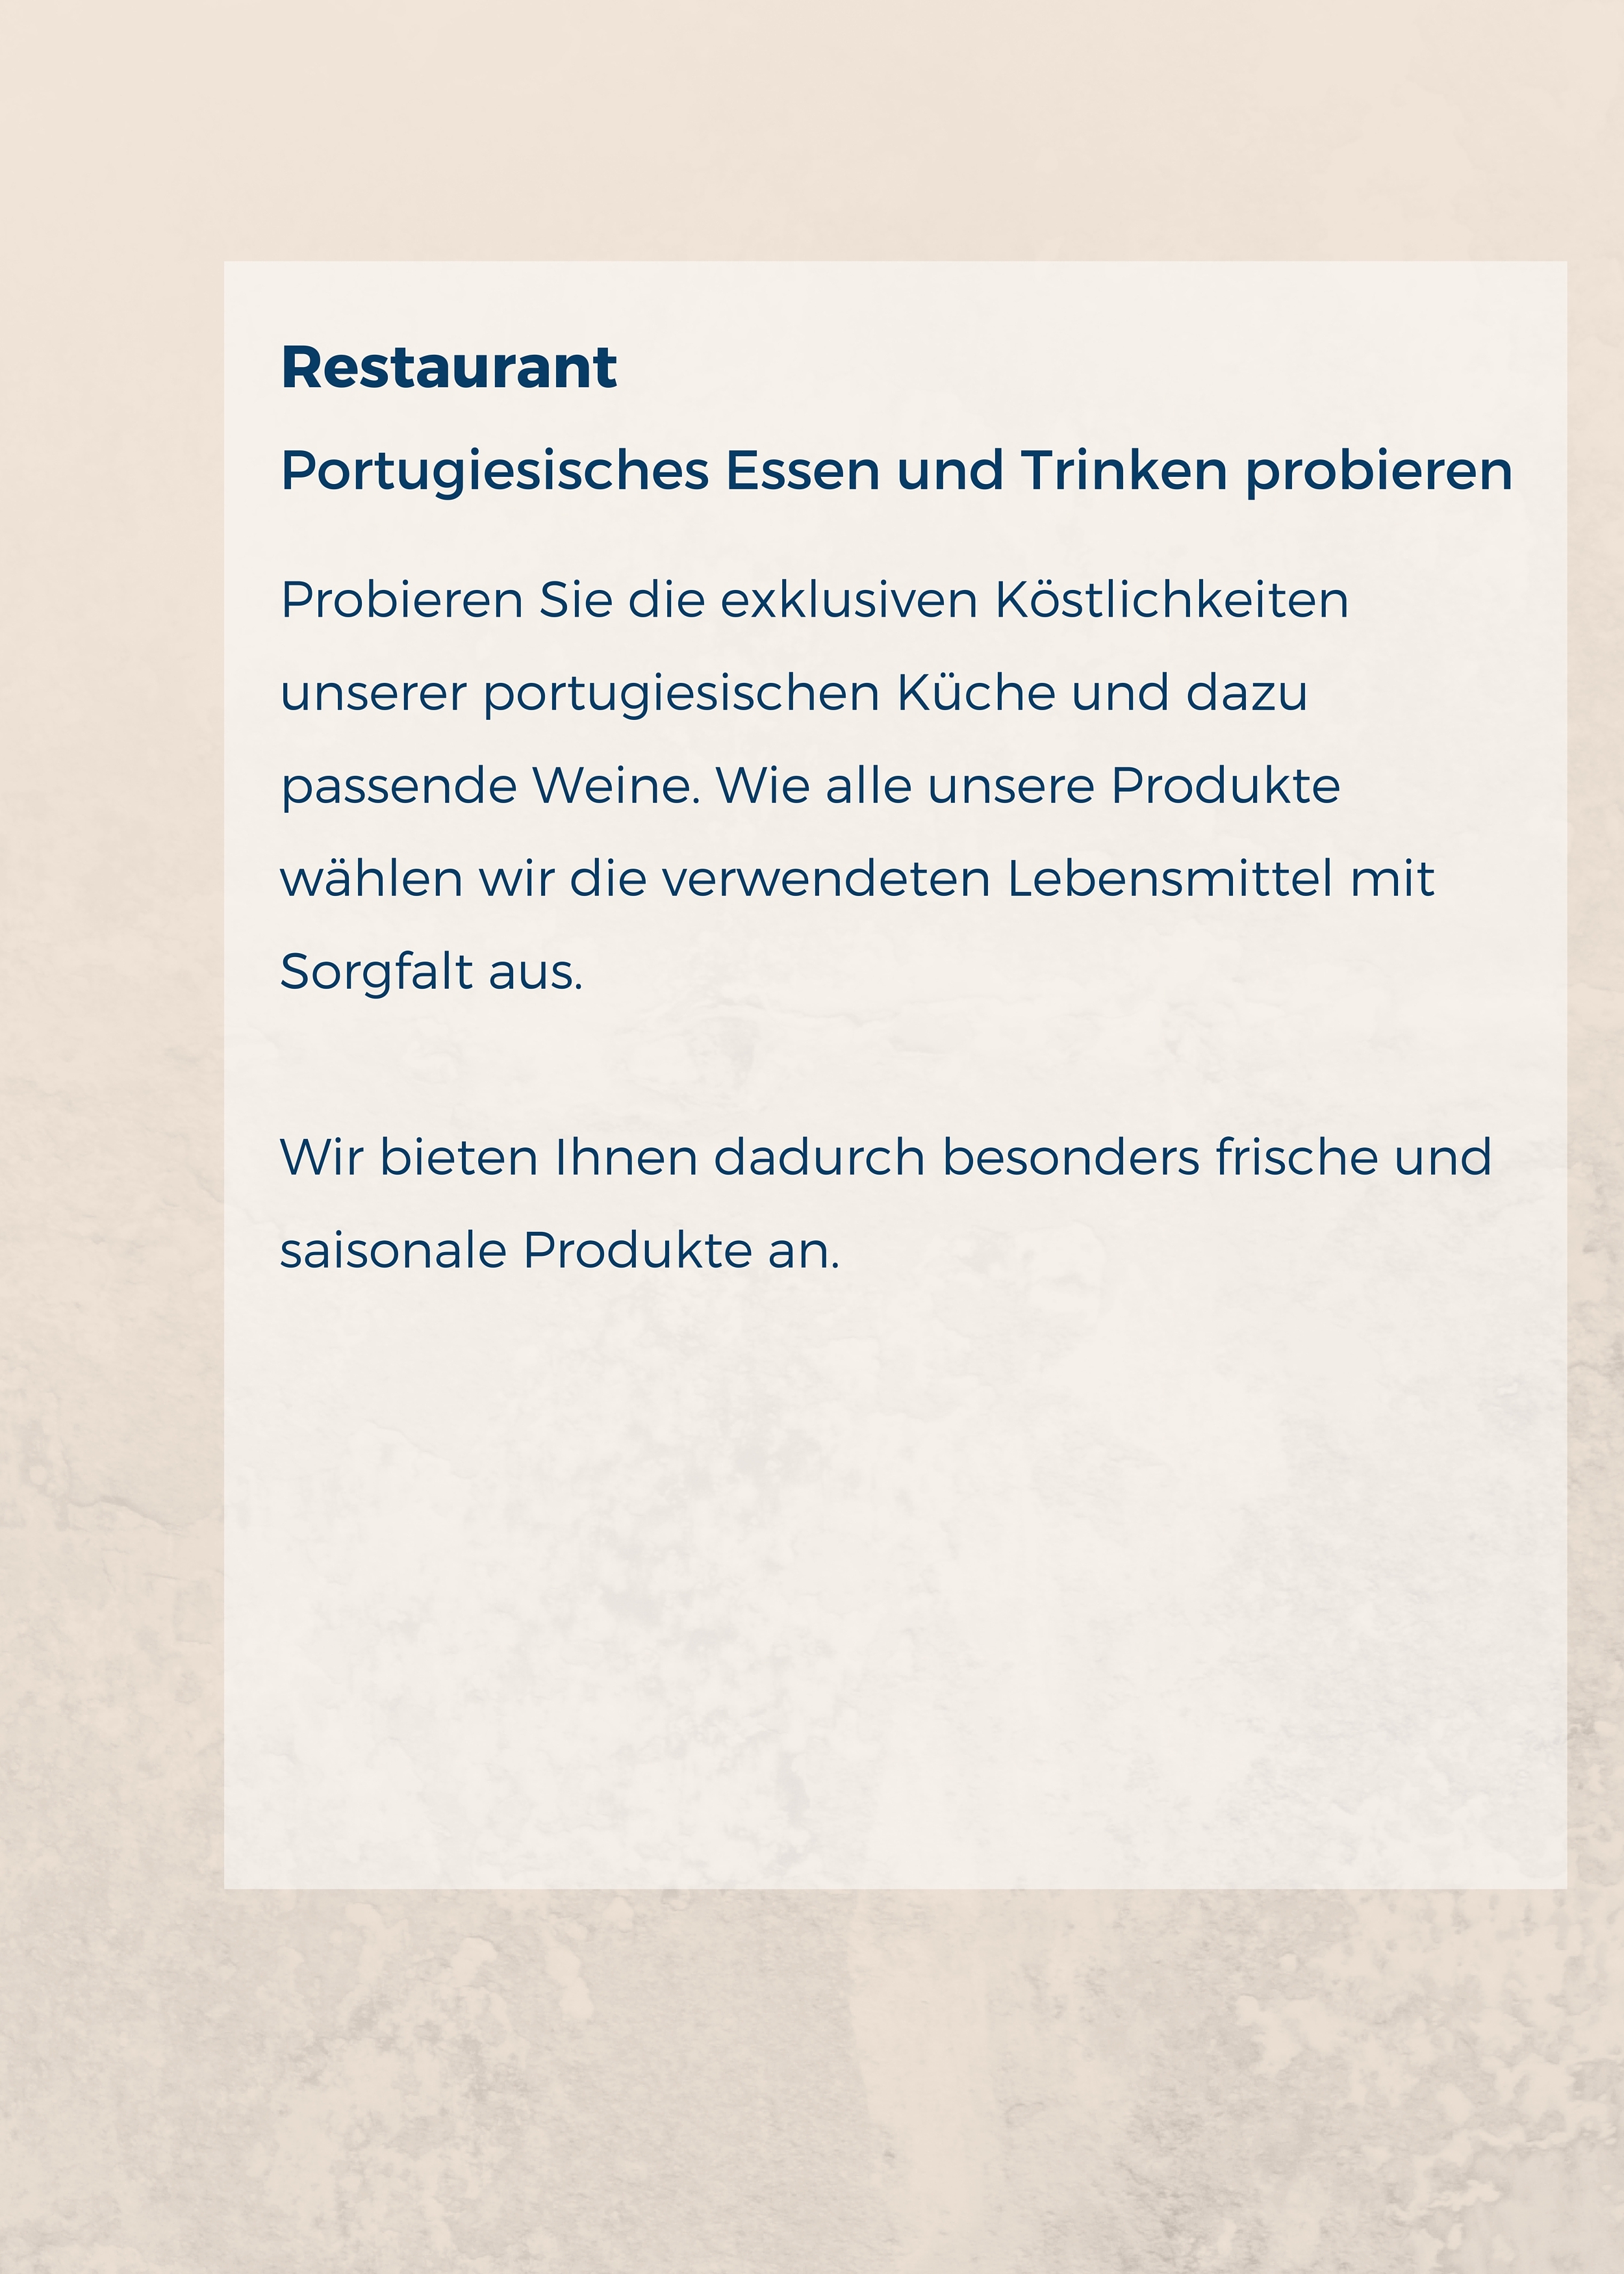 Restaurant
Portugiesisches Essen und Trinken probieren
Probieren Sie die exklusiven Köstlichkeiten
unserer portugiesischen Küche und dazu
passende Weine. Wie alle unsere Produkte
wählen wir die verwendeten Lebensmittel mit
Sorgfalt aus.
Wir bieten Ihnen dadurch besonders frische und
saisonale Produkte an.